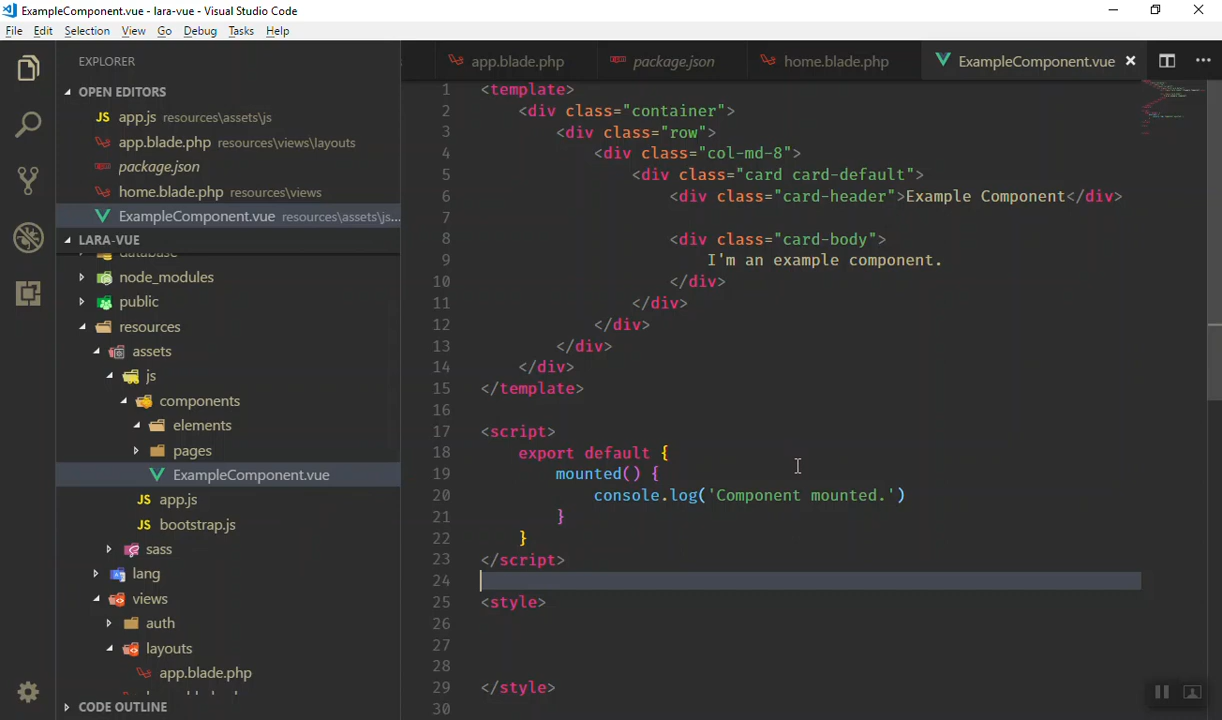 ExampleComponent.vue - lara-vue - Visual Studio Code
File Edit Selection View Go Debug Tasks Help
EXPLORER
OPEN EDITORS
JS app.js resources\assets\js
app.blade.php resources\views\layouts
package.json
home.blade.php resources\views
ExampleComponent.vue resources\assets\js...
LARA-VUE
database
node_modules
public
resources
assets
js
components
elements
pages
ExampleComponent.vue
JS app.js
JS bootstrap.js
sass
lang
views
auth
layouts
app.blade.php
CODE OUTLINE
app.blade.php package.json home.blade.php ExampleComponent.vue
1 <template>
2 <div class="container">
3 <div class="row">
4 <div class="col-md-8">
5 <div class="card card-default">
6 <div class="card-header">Example Component</div>
7
8 <div class="card-body">
9 I'm an example component.
10 </div>
11 </div>
12 </div>
13 </div>
14 </div>
15 </template>
16
17 <script>
18 export default {
19 mounted() {
20 console.log('Component mounted.')
21 }
22 }
23 </script>
24
25 <style>
26
27
28
29 </style>
30